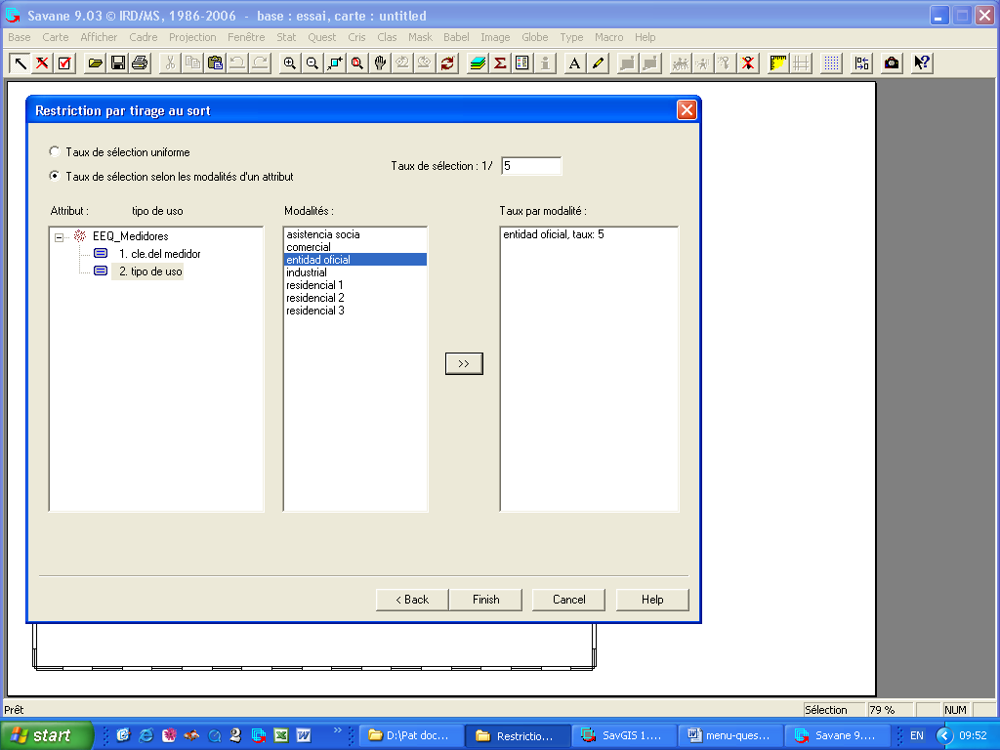 Savane 9.03 © IRD/MS, 1986-2006 - base : essai, carte : untitled
Base Carte Afficher Cadre Projection Fenêtre Stat Quest Cris Clas Mask Babel Image Globe Type Macro Help
Restriction par tirage au sort
Taux de sélection uniforme
Taux de sélection selon les modalités d'un attribut
Taux de sélection : 1/ 5
Attribut : tipo de uso
Modalités :
Taux par modalité :
EEQ_Medidores
1. cle.del medidor
2. tipo de uso
asistencia socia
comercial
entidad oficial
industrial
residencial 1
residencial 2
residencial 3
>>
entidad oficial, taux: 5
< Back Finish Cancel Help
Prêt
Sélection 79 % NUM
start
D:\Pat doc... Restrictio... SavGIS 1.... menu-ques... Savane 9.... EN 09:52